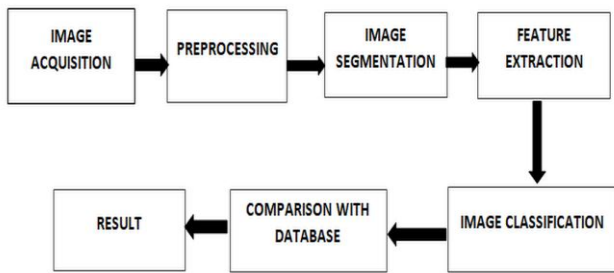 IMAGE
ACQUISITION
PREPROCESSING
IMAGE
SEGMENTATION
FEATURE
EXTRACTION
IMAGE CLASSIFICATION
COMPARISON WITH
DATABASE
RESULT